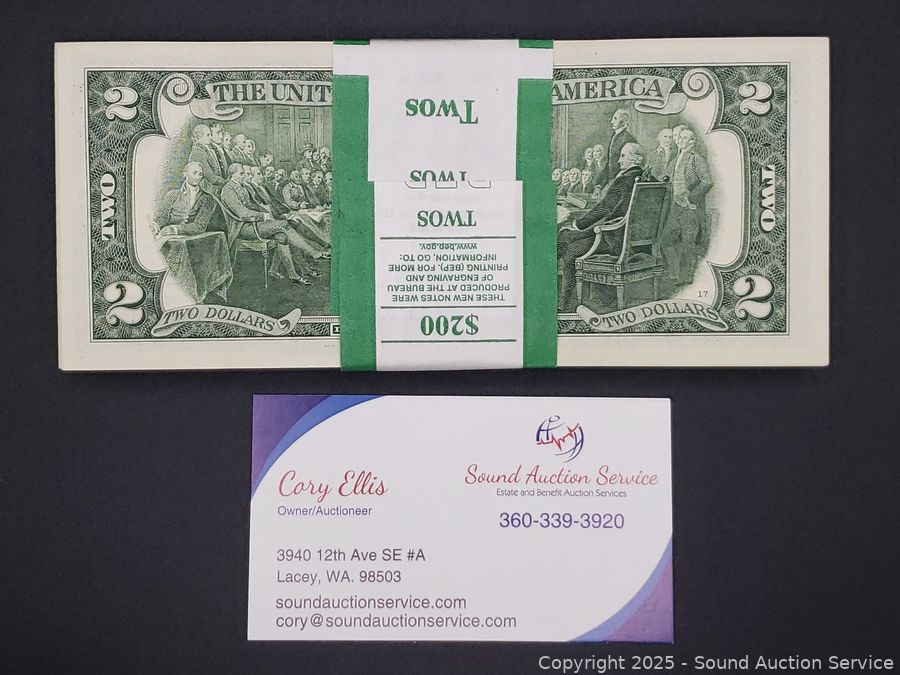 2 THE UNIT AMERICA 2
TWO TWO
2 TWO DOLLARS TWO DOLLARS 2
17
TWOS
TWOS
TWOS
www.bep.gov.
INFORMATION, GO TO:
PRINTING (BEP). FOR MORE
OF ENGRAVING AND
PRODUCED AT THE BUREAU
THESE NEW NOTES WERE
$200
Cory Ellis
Owner/Auctioneer
Sound Auction Service
Estate and Benefit Auction Services
360-339-3920
3940 12th Ave SE #A
Lacey, WA. 98503
soundauctionservice.com
cory@soundauctionservice.com
Copyright 2025 - Sound Auction Service